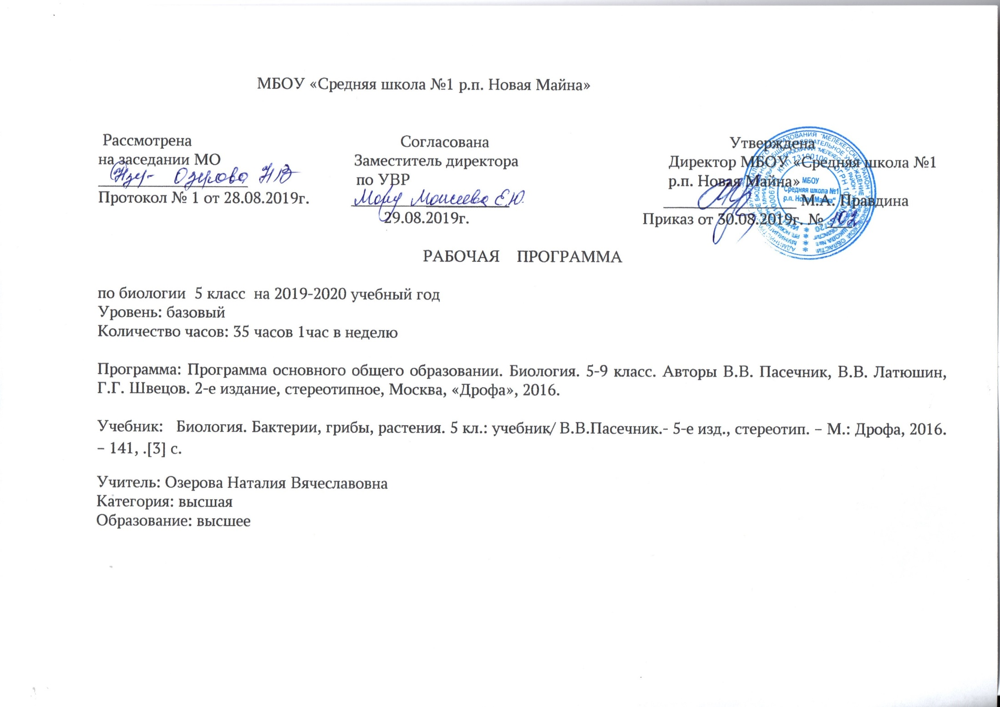 МБОУ «Средняя школа №1 р.п. Новая Майна»
Рассмотрена
на заседании МО
Озерова Н В
Протокол № 1 от 28.08.2019г.
Согласована
Заместитель директора
по УВР
Моисеева Е.Ю.
29.08.2019г.
Утверждена
Директор МБОУ «Средняя школа №1
р.п. Новая Майна»
М.А. Правдина
Приказ от 30.08.2019г. №
МБОУ
"Средняя школа №1
р.п. Новая Майна"
РАБОЧАЯ ПРОГРАММА
по биологии 5 класс на 2019-2020 учебный год
Уровень: базовый
Количество часов: 35 часов 1час в неделю
Программа: Программа основного общего образовании. Биология. 5-9 класс. Авторы В.В. Пасечник, В.В. Латюшин,
Г.Г. Швецов. 2-е издание, стереотипное, Москва, «Дрофа», 2016.
Учебник: Биология. Бактерии, грибы, растения. 5 кл.: учебник/ В.В.Пасечник.- 5-е изд., стереотип. – М.: Дрофа, 2016.
– 141, .[3] с.
Учитель: Озерова Наталия Вячеславовна
Категория: высшая
Образование: высшее